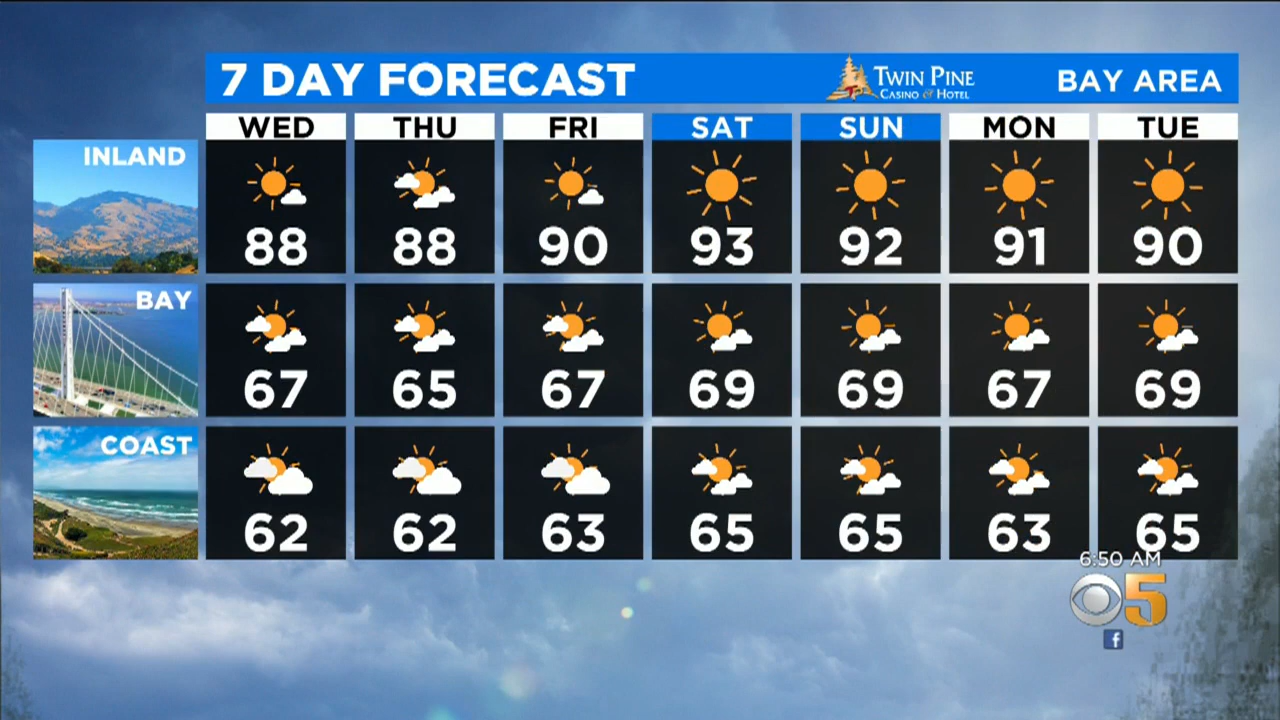 7 DAY FORECAST
TWIN PINE
CASINO & HOTEL
BAY AREA
WED THU FRI SAT SUN MON TUE
INLAND
88 88 90 93 92 91 90
BAY
67 65 67 69 69 67 69
COAST
62 62 63 65 65 63 65
6:50 AM
5
f